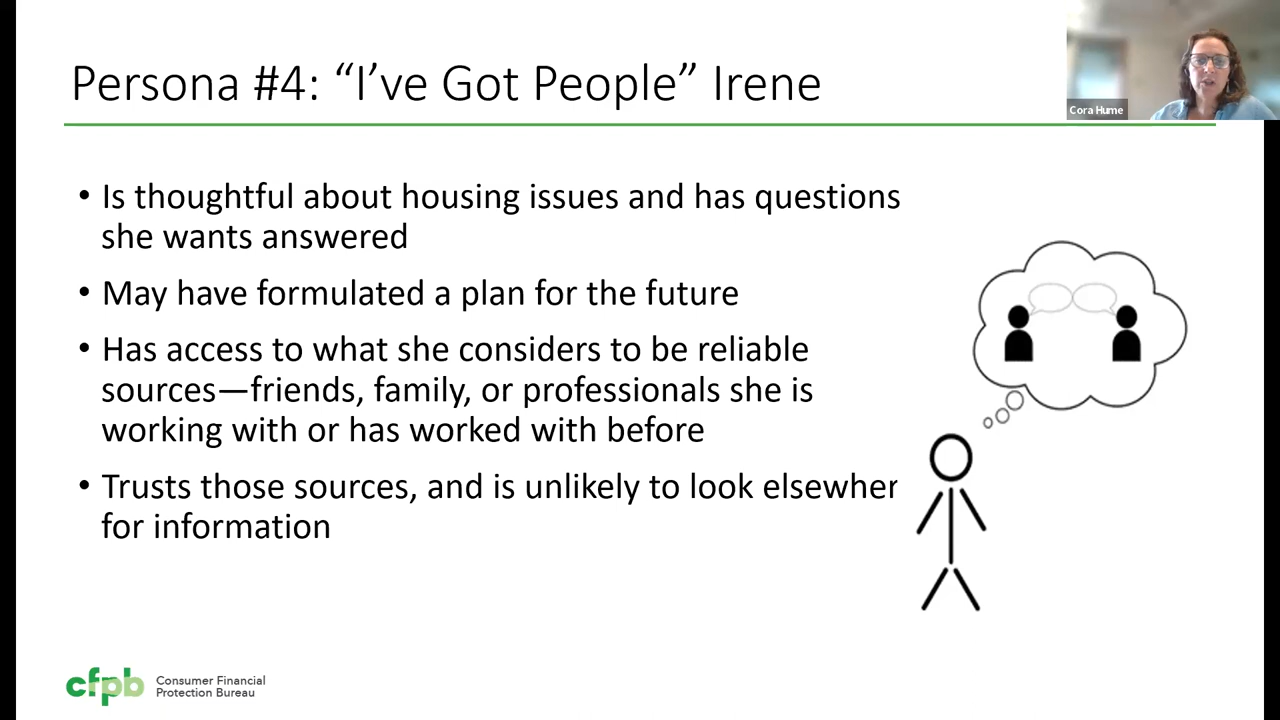 Persona #4: “I’ve Got People” Irene
Cora Hume
• Is thoughtful about housing issues and has questions
she wants answered
• May have formulated a plan for the future
• Has access to what she considers to be reliable
sources—friends, family, or professionals she is
working with or has worked with before
• Trusts those sources, and is unlikely to look elsewher
for information
cfpb
Consumer Financial
Protection Bureau